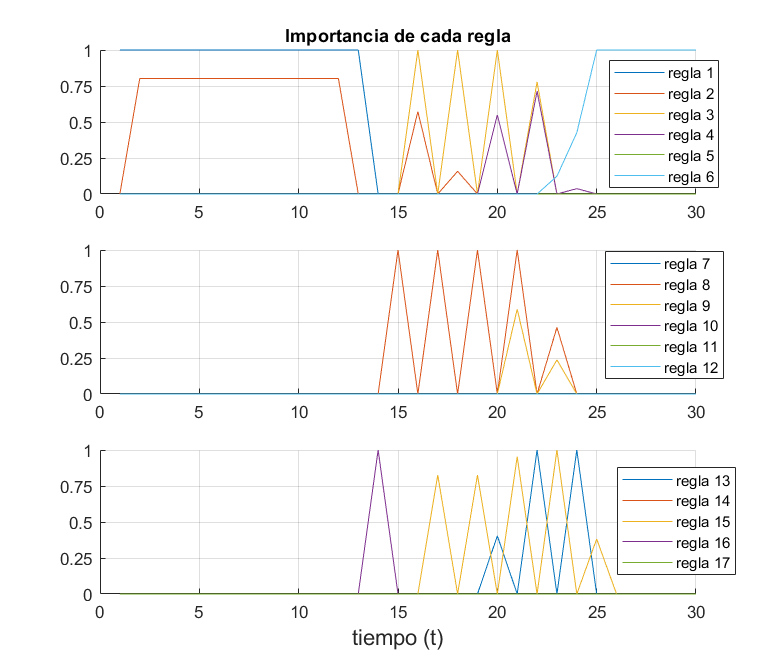 Importancia de cada regla
1
0.75
0.5
0.25
0
0 5 10 15 20 25 30
regla 1
regla 2
regla 3
regla 4
regla 5
regla 6
1
0.75
0.5
0.25
0
0 5 10 15 20 25 30
regla 7
regla 8
regla 9
regla 10
regla 11
regla 12
1
0.75
0.5
0.25
0
0 5 10 15 20 25 30
regla 13
regla 14
regla 15
regla 16
regla 17
tiempo (t)